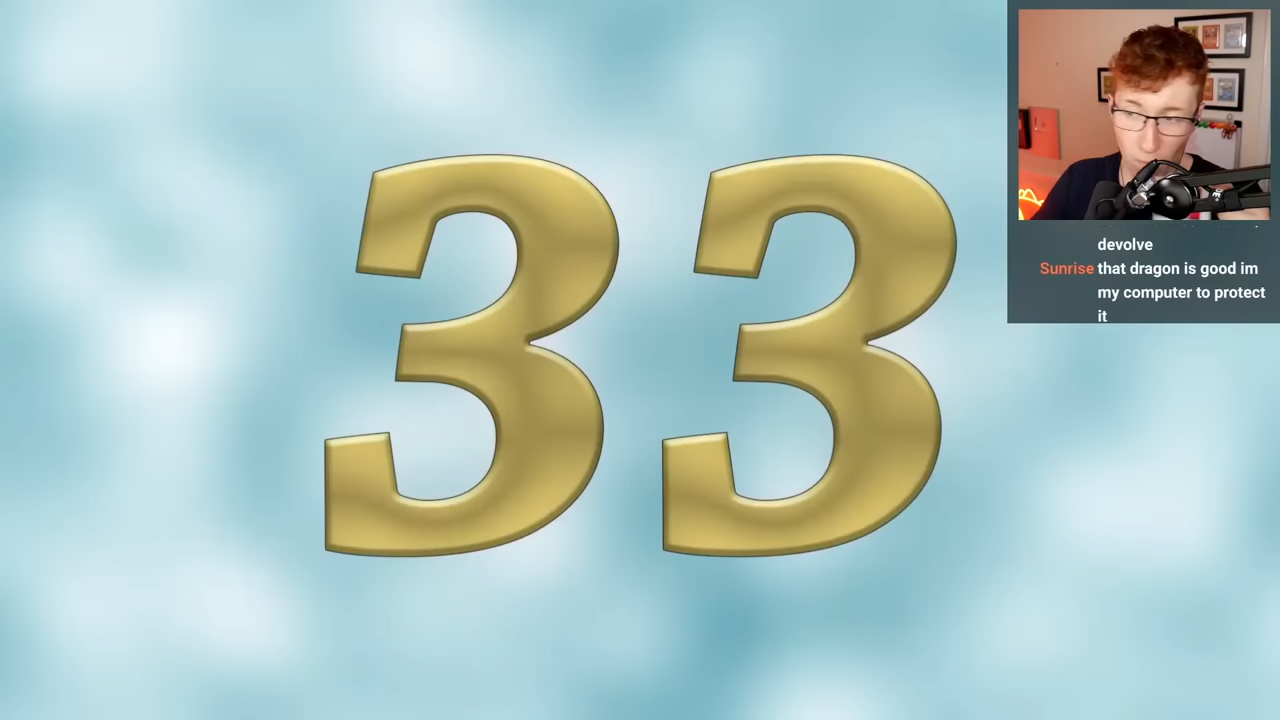 33
devolve
Sunrise that dragon is good im
my computer to protect
it